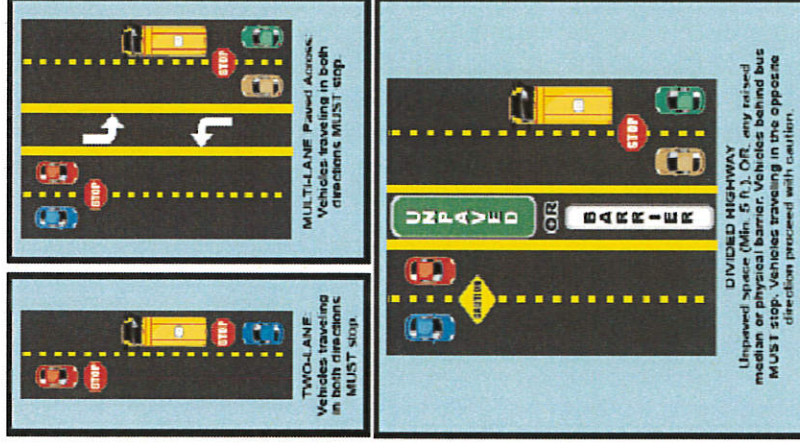 STOP
STOP
TWO-LANE
Vehicles traveling
in both directions
MUST stop.
STOP
STOP
MULTI-LANE Paved Across:
Vehicles traveling in both
directions MUST stop.
CAUTION
UNPAVED
OR
BARRIER
STOP
DIVIDED HIGHWAY
Unpaved space (Min. 5 ft.), OR, any raised
median or physical barrier. Vehicles behind bus
MUST stop. Vehicles traveling in the opposite
direction proceed with caution.